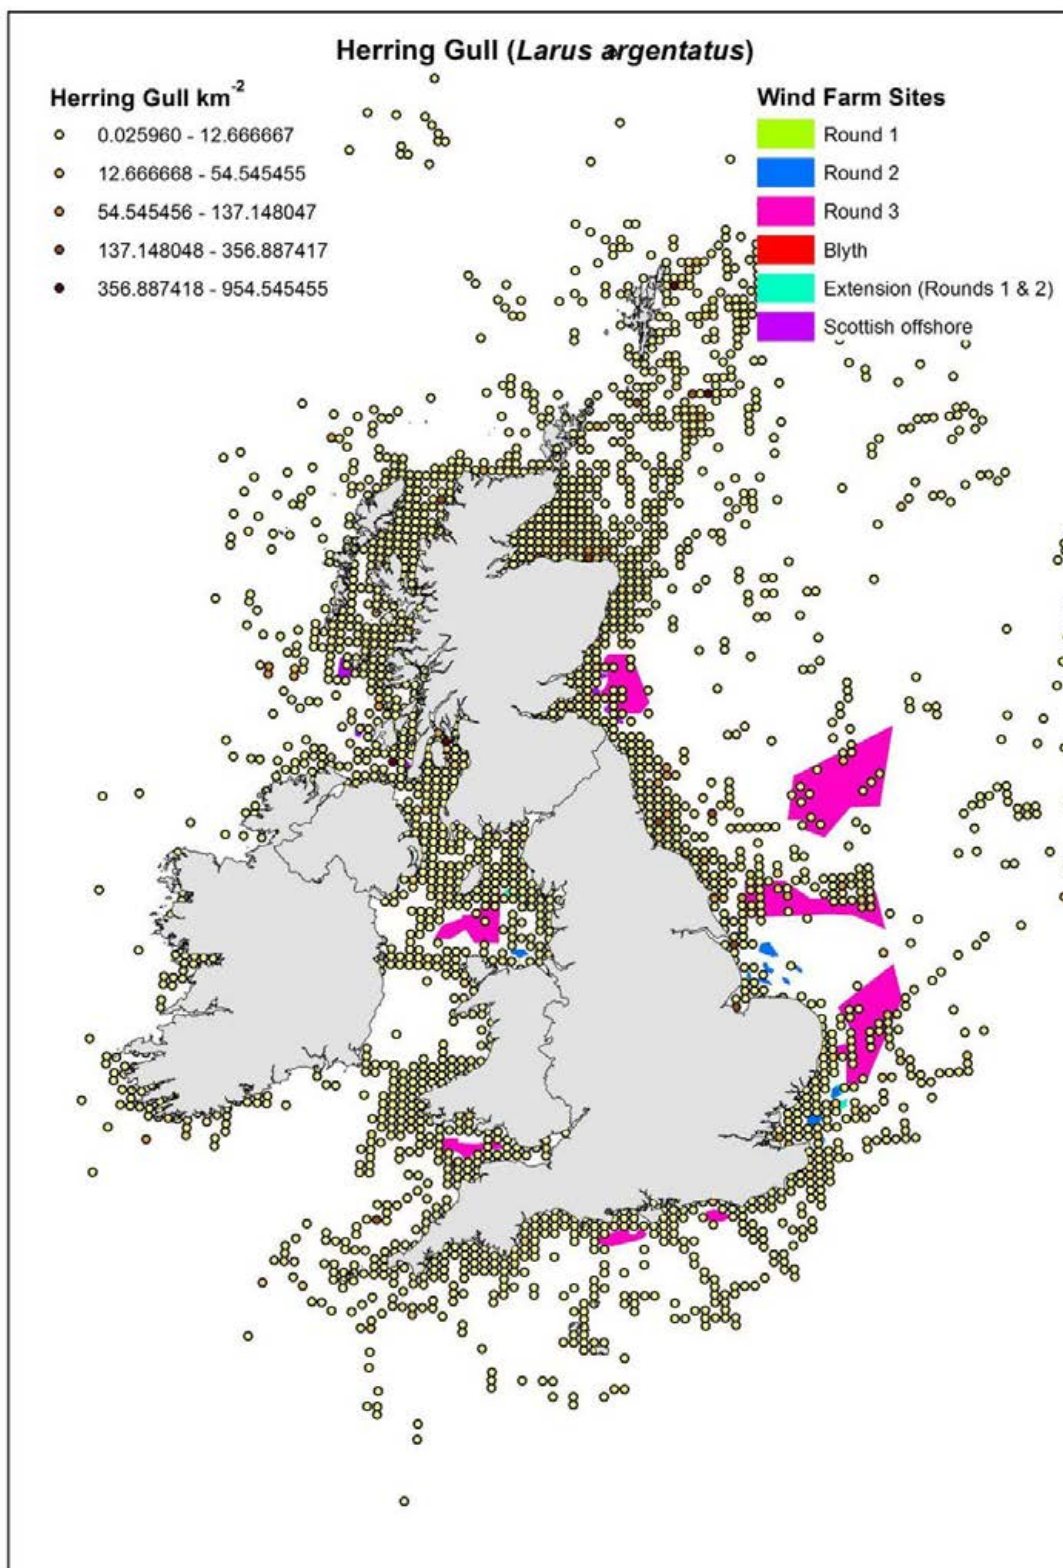 Herring Gull (Larus argentatus)
Herring Gull km-2
0.025960 - 12.666667
12.666668 - 54.545455
54.545456 - 137.148047
137.148048 - 356.887417
356.887418 - 954.545455
Wind Farm Sites
Round 1
Round 2
Round 3
Blyth
Extension (Rounds 1 & 2)
Scottish offshore